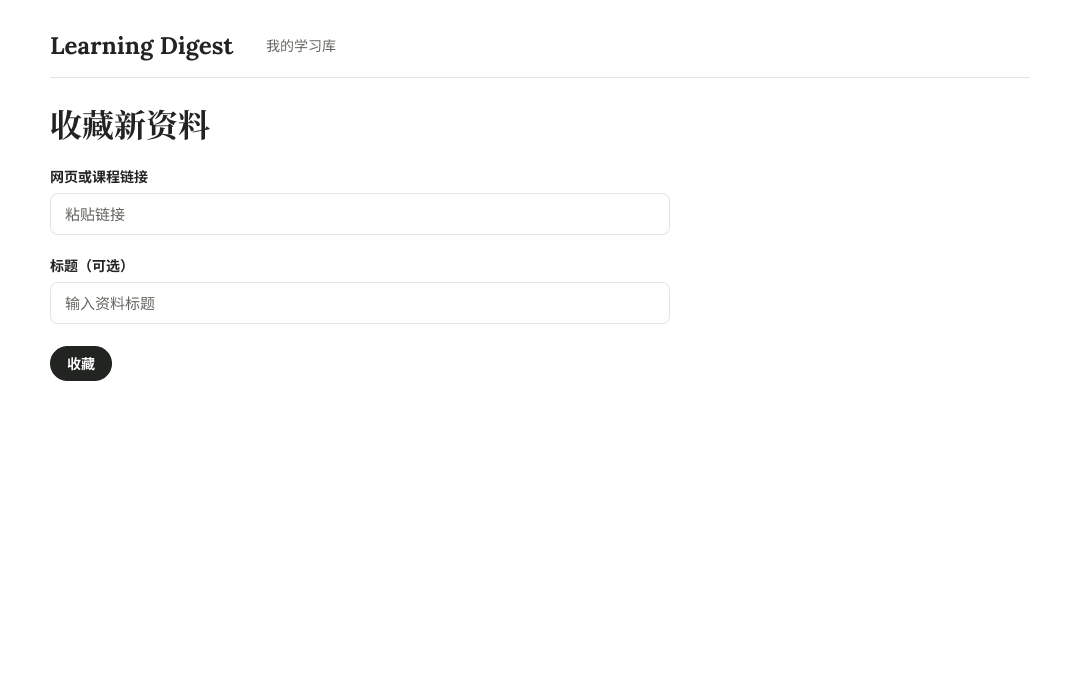 Learning Digest
我的学习库
收藏新资料
网页或课程链接
粘贴链接
标题（可选）
输入资料标题
收藏